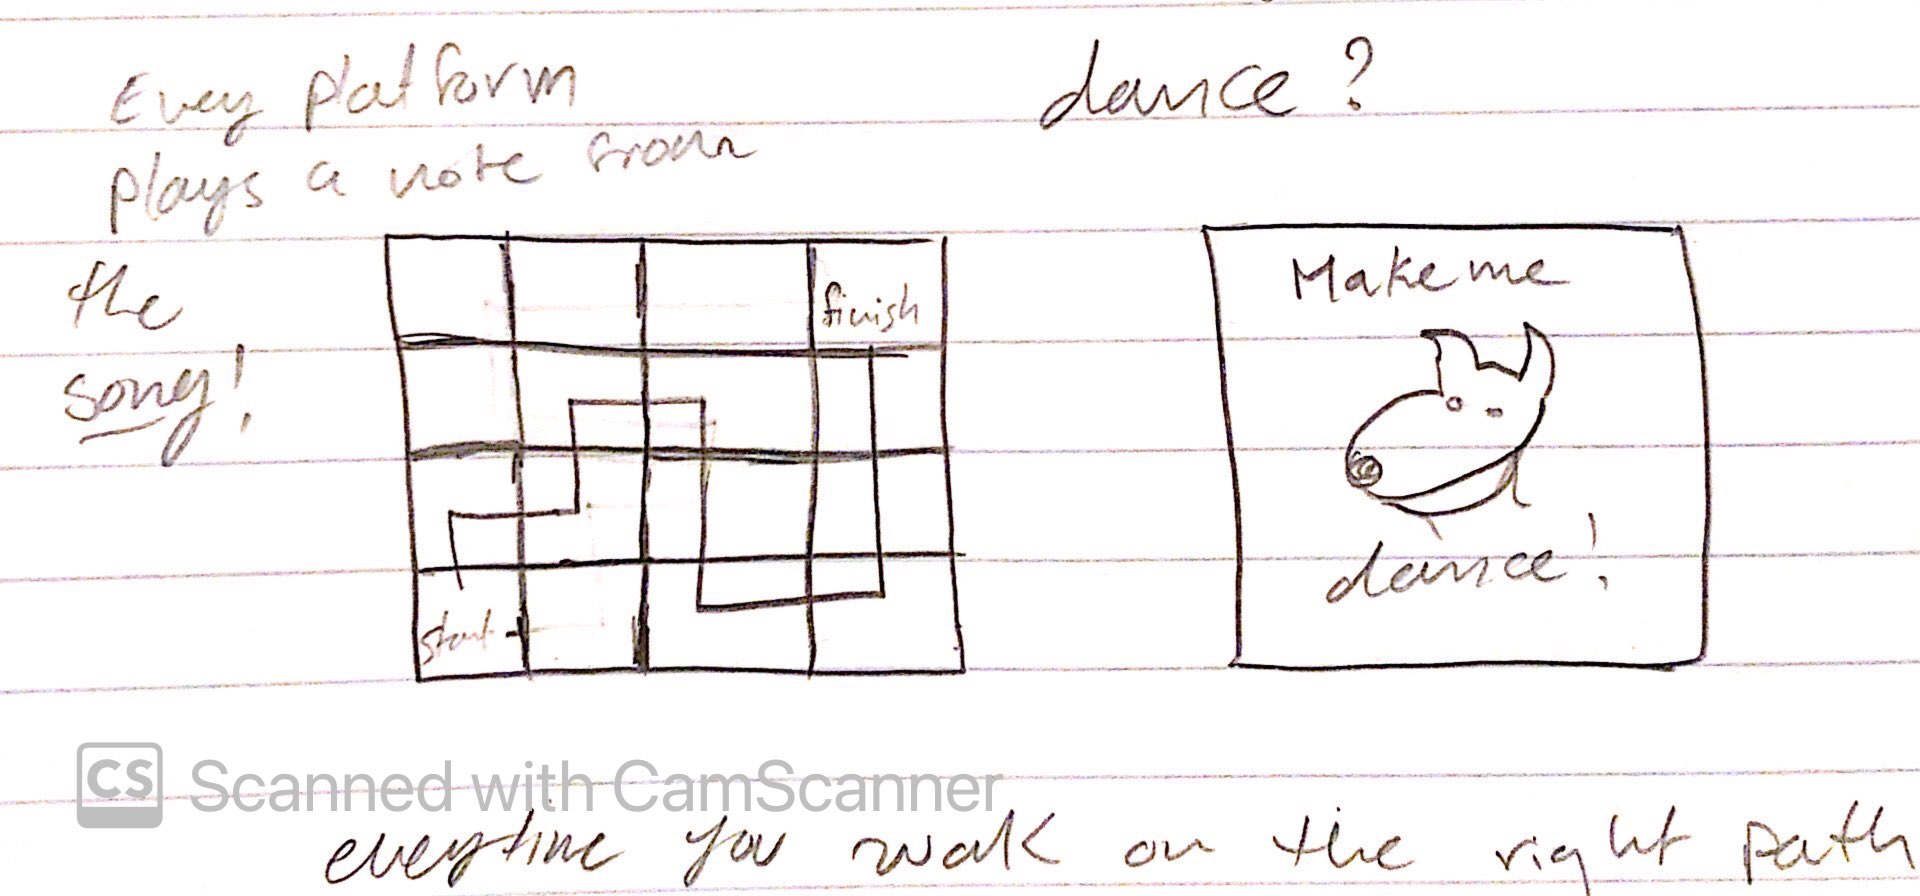 Every platform
plays a note from
the
song!
dance?
finish
start
Make me
dance!
CS Scanned with CamScanner
everytime you walk on the right path